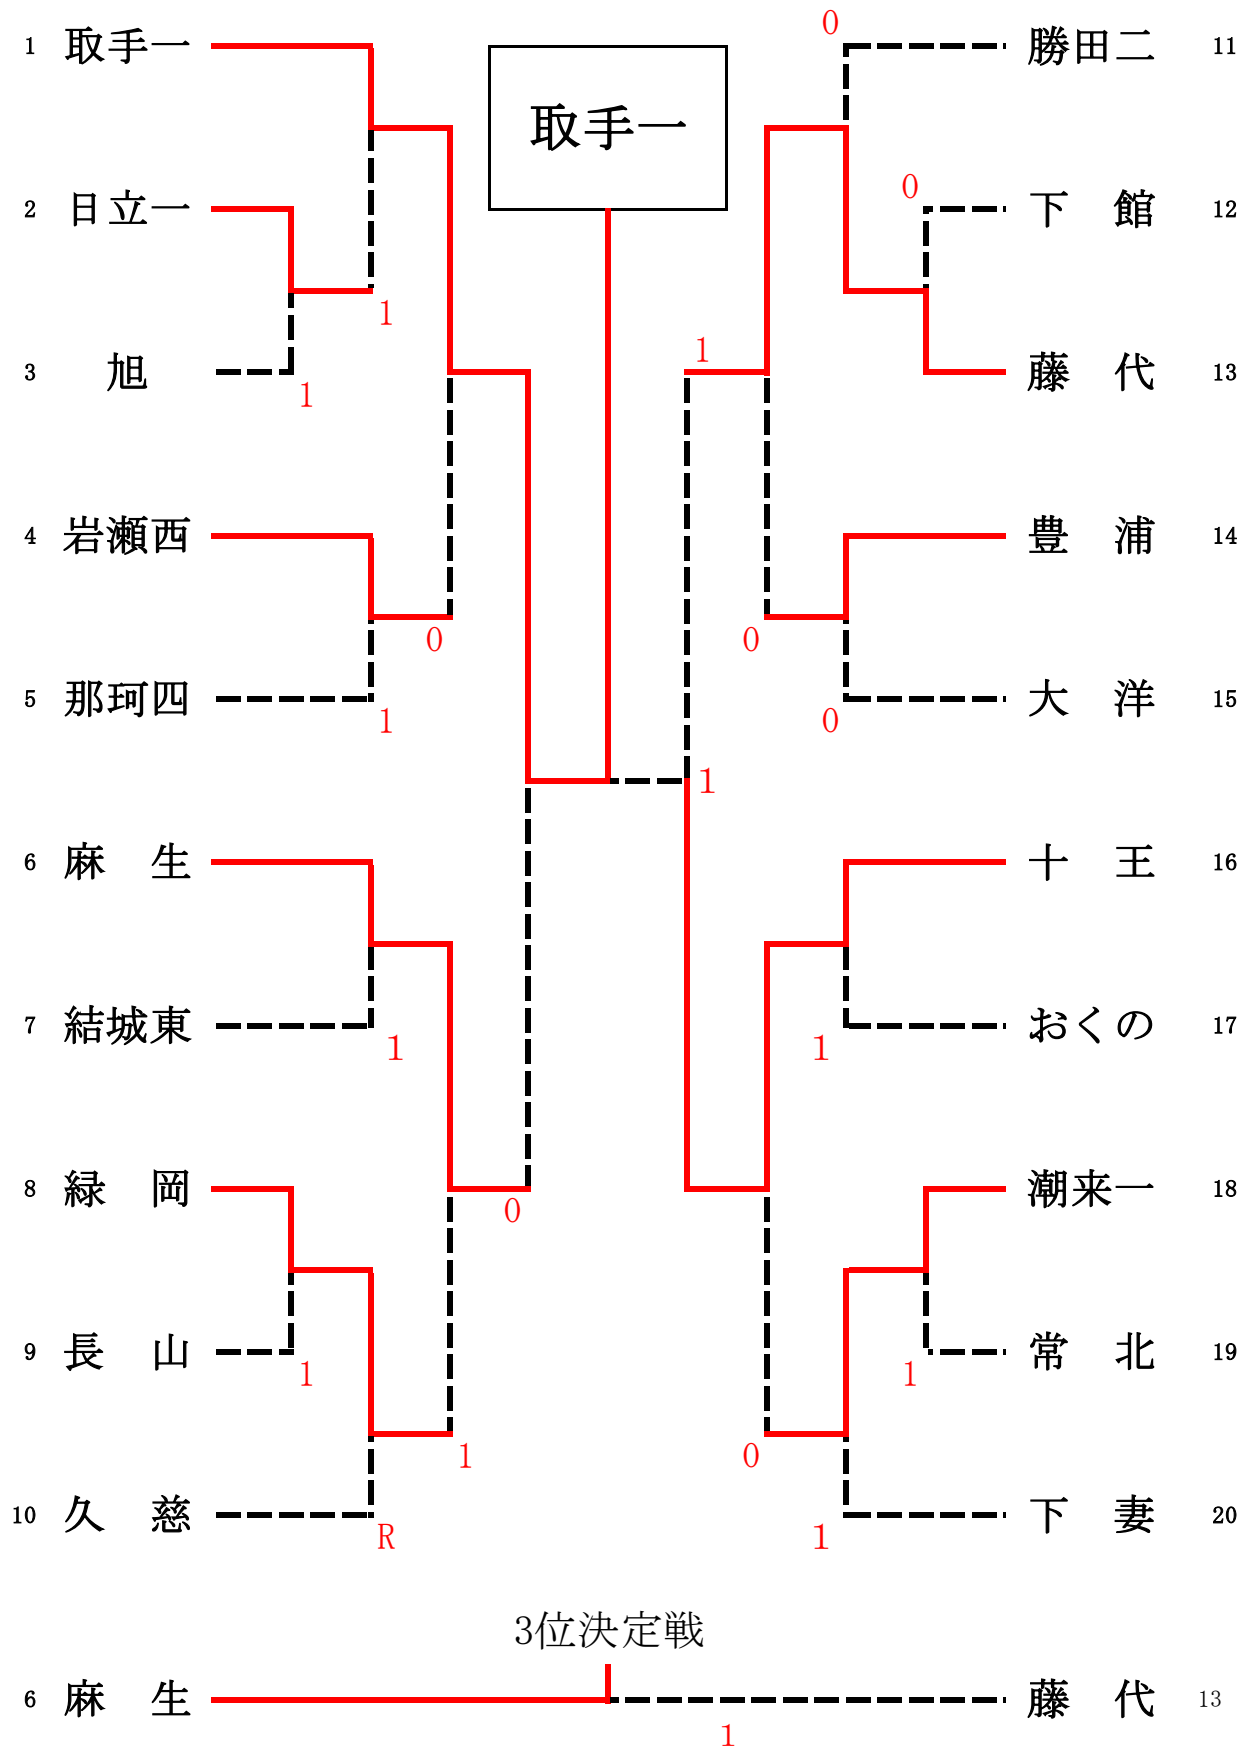 0
1 取手一
勝田二 11
取手一
0
2 日立一
下　館 12
1
1
3 旭
藤　代 13
1
4 岩瀬西
豊　浦 14
0
0
5 那珂四
大　洋 15
1
0
1
6 麻　生
十　王 16
7 結城東
おくの 17
1
1
8 緑　岡
潮来一 18
0
9 長　山
常　北 19
1
1
1
0
10 久　慈
下　妻 20
R
1
3位決定戦
6 麻　生
藤　代 13
1